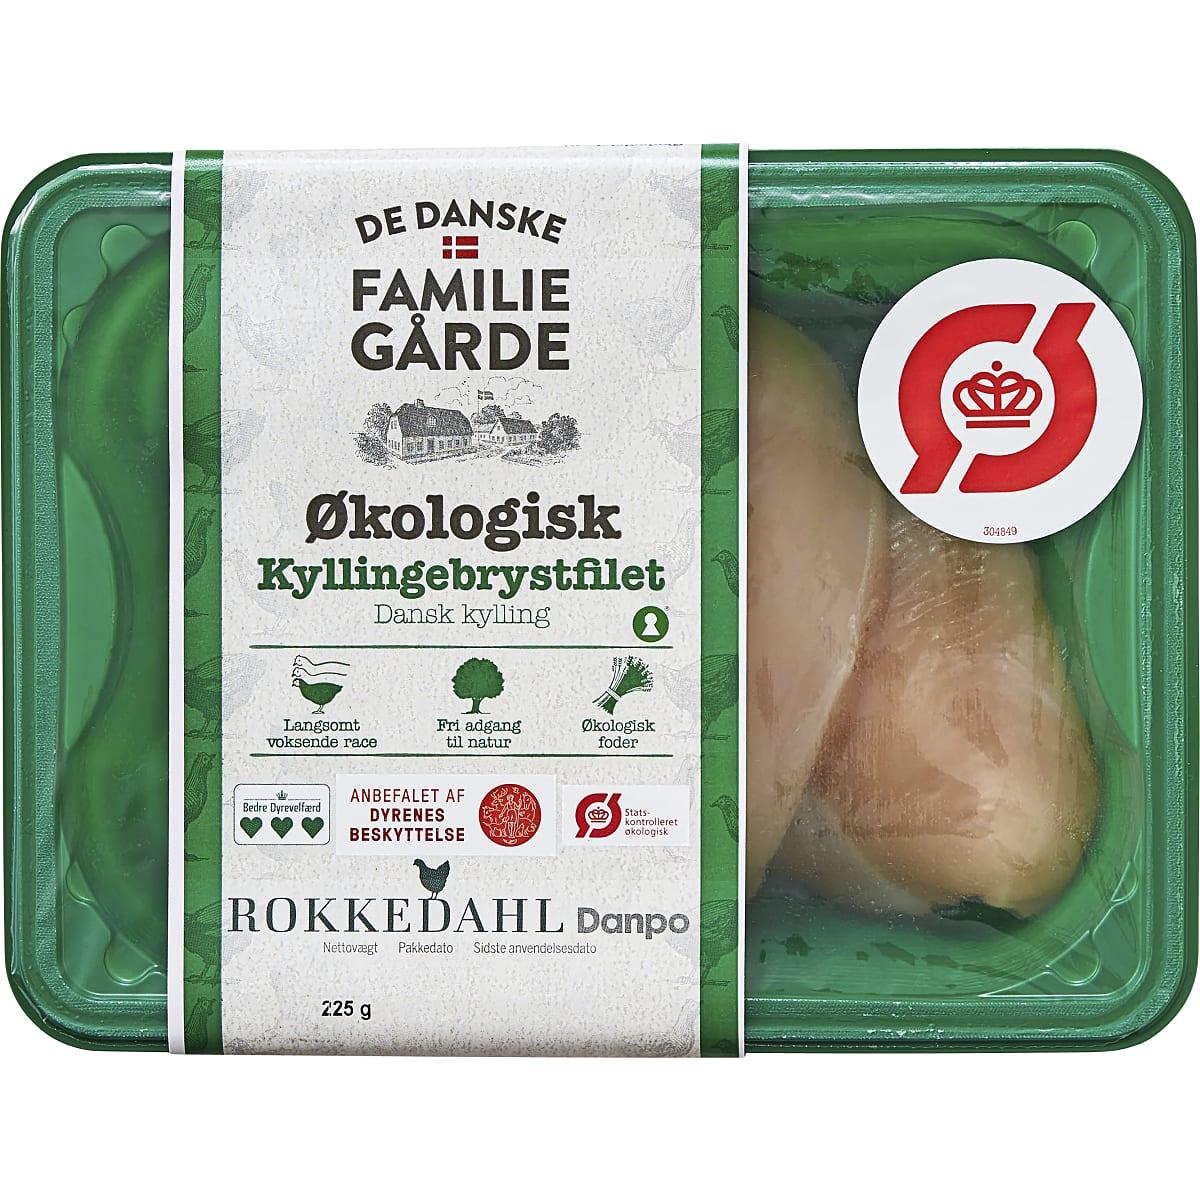 DE DANSKE
FAMILIE
GÅRDE
Økologisk
Kyllingebrystfilet
Dansk kylling
Langsomt
voksende race
Fri adgang
til natur
Økologisk
foder
Bedre Dyrevelfærd
ANBEFALET AF
DYRENES
BESKYTTELSE
Ø
Stats-
kontrolleret
økologisk
ROKKEDAHL
Danpo
Nettovægt Pakkedato Sidste anvendelsesdato
225 g
Ø
304849